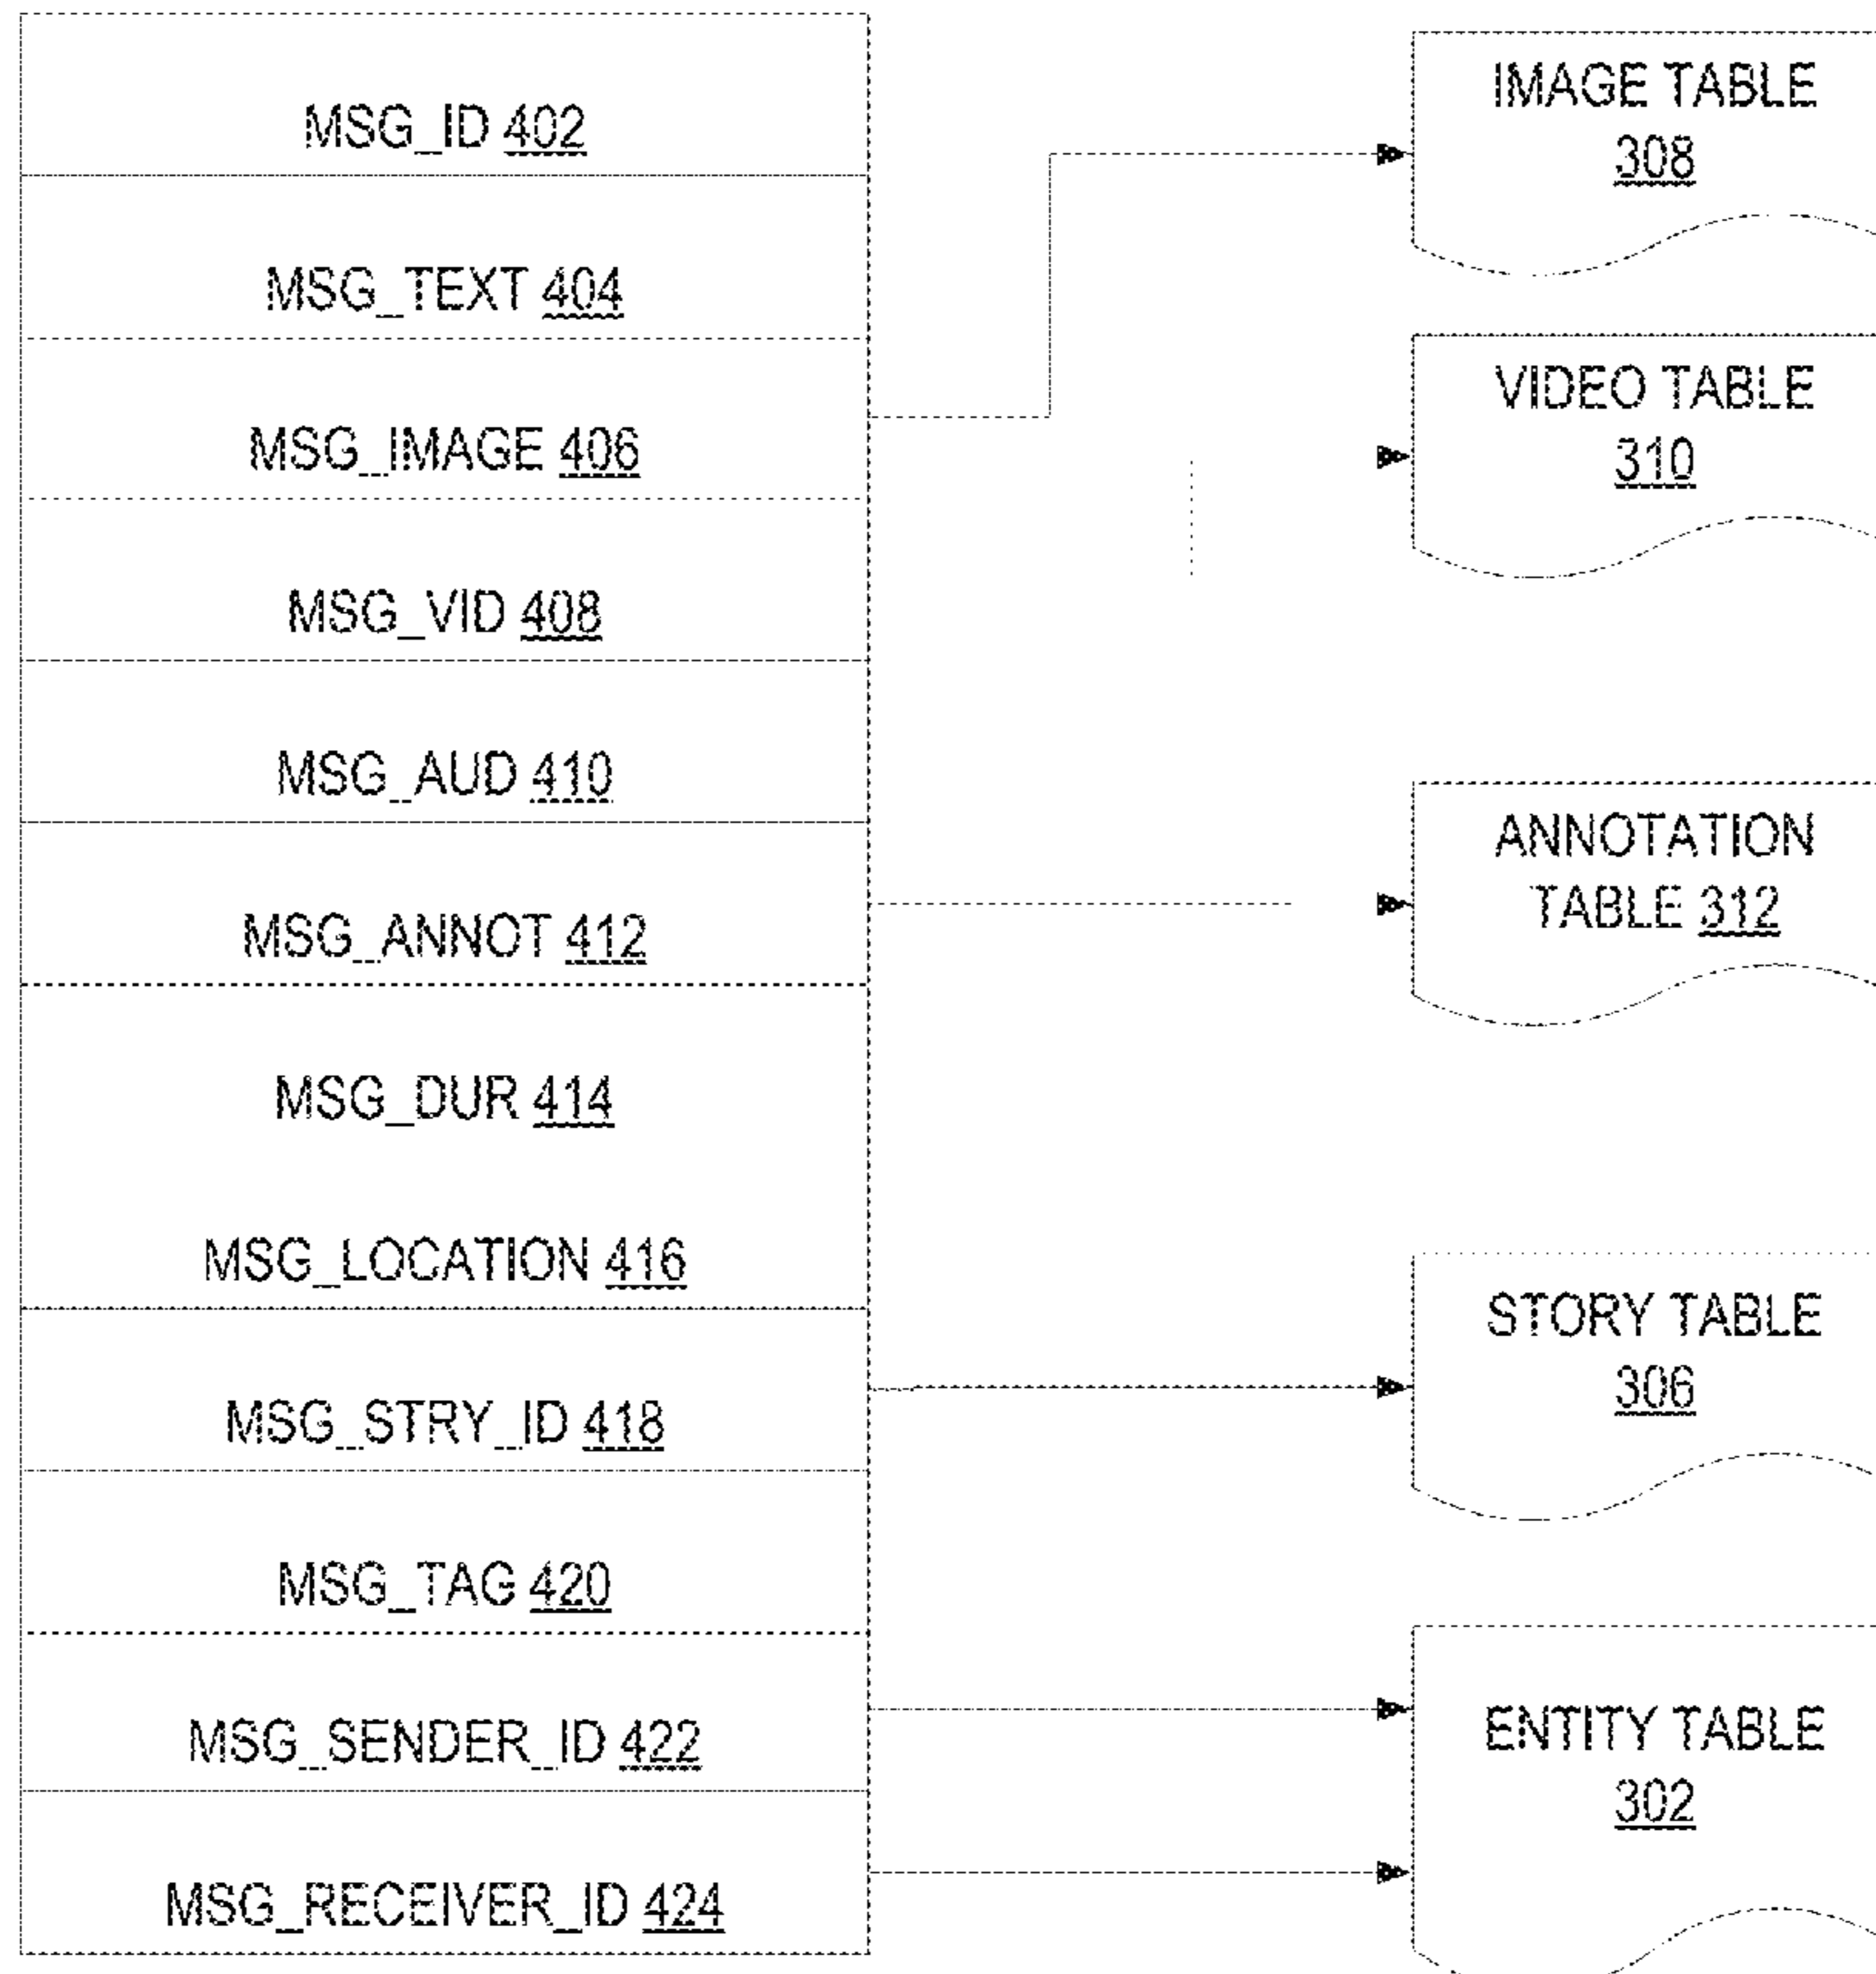 MSG_ID 402
MSG_TEXT 404
MSG_IMAGE 406
MSG_VID 408
MSG_AUD 410
MSG_ANNOT 412
MSG_DUR 414
MSG_LOCATION 416
MSG_STRY_ID 418
MSG_TAG 420
MSG_SENDER_ID 422
MSG_RECEIVER_ID 424
IMAGE TABLE
308
VIDEO TABLE
310
ANNOTATION
TABLE 312
STORY TABLE
306
ENTITY TABLE
302